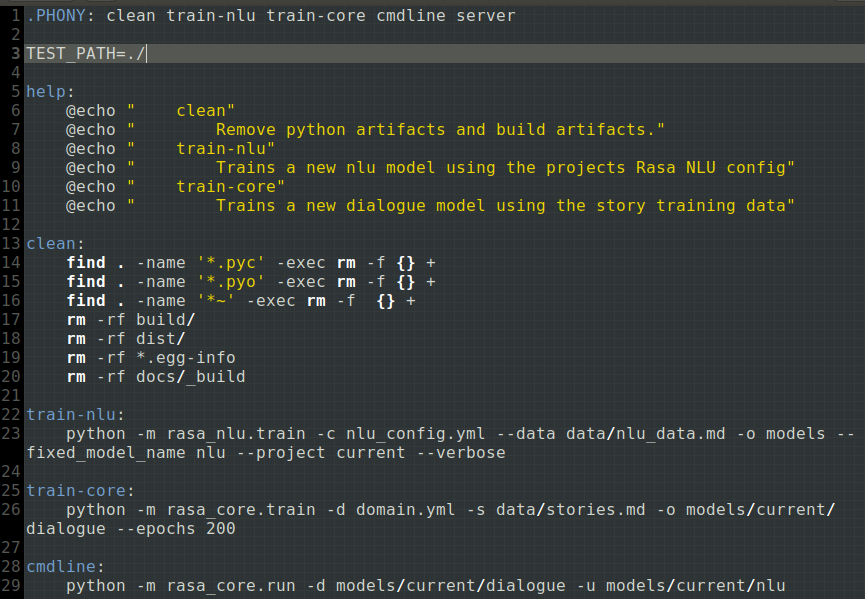 1 .PHONY: clean train-nlu train-core cmdline server
2
3 TEST_PATH=./
4
5 help:
6     @echo "    clean"
7     @echo "        Remove python artifacts and build artifacts."
8     @echo "    train-nlu"
9     @echo "        Trains a new nlu model using the projects Rasa NLU config"
10     @echo "    train-core"
11     @echo "        Trains a new dialogue model using the story training data"
12
13 clean:
14     find . -name '*.pyc' -exec rm -f {} +
15     find . -name '*.pyo' -exec rm -f {} +
16     find . -name '*~' -exec rm -f  {} +
17     rm -rf build/
18     rm -rf dist/
19     rm -rf *.egg-info
20     rm -rf docs/_build
21
22 train-nlu:
23     python -m rasa_nlu.train -c nlu_config.yml --data data/nlu_data.md -o models --
fixed_model_name nlu --project current --verbose
24
25 train-core:
26     python -m rasa_core.train -d domain.yml -s data/stories.md -o models/current/
dialogue --epochs 200
27
28 cmdline:
29     python -m rasa_core.run -d models/current/dialogue -u models/current/nlu